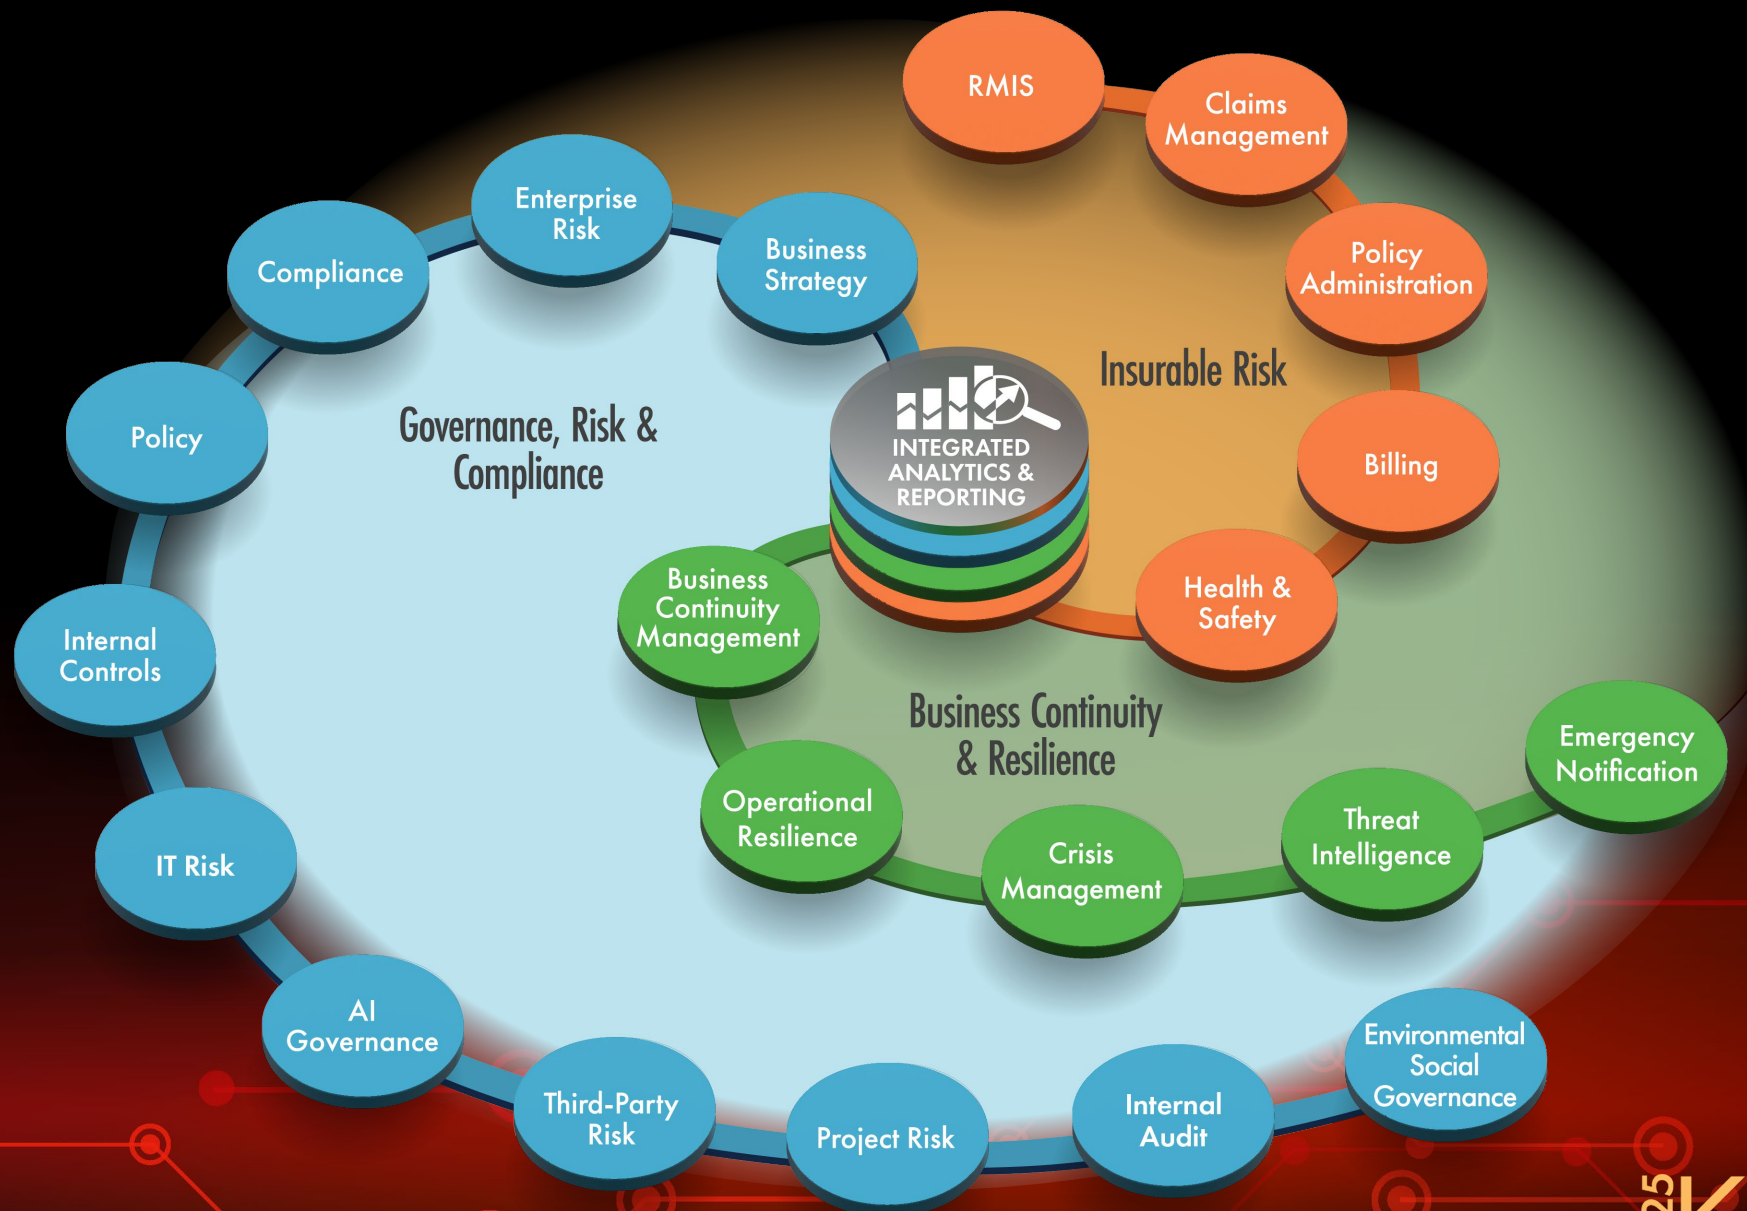 RMIS
Claims
Management
Enterprise
Risk
Business
Strategy
Compliance
Policy
Administration
Insurable Risk
Governance, Risk &
Compliance
Policy
INTEGRATED
ANALYTICS &
REPORTING
Billing
Business
Continuity
Management
Health &
Safety
Internal
Controls
Business Continuity
& Resilience
Emergency
Notification
Operational
Resilience
Threat
Intelligence
IT Risk
Crisis
Management
AI
Governance
Environmental
Social
Governance
Third-Party
Risk
Project Risk
Internal
Audit
25
K